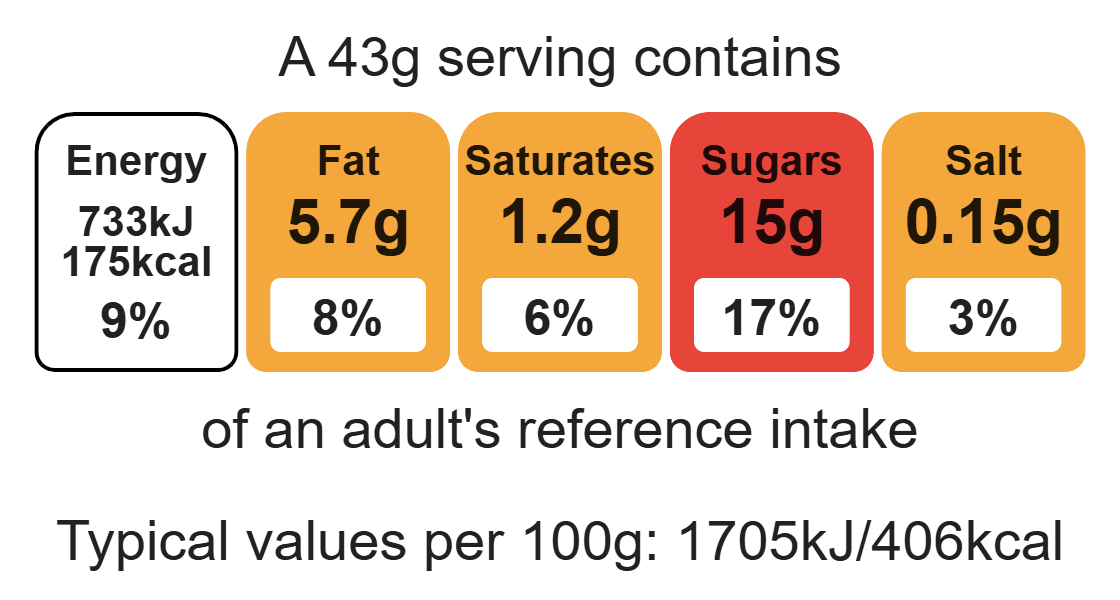 A 43g serving contains
Energy Fat Saturates Sugars Salt
733kJ 5.7g 1.2g 15g 0.15g
175kcal
9% 8% 6% 17% 3%
of an adult's reference intake
Typical values per 100g: 1705kJ/406kcal